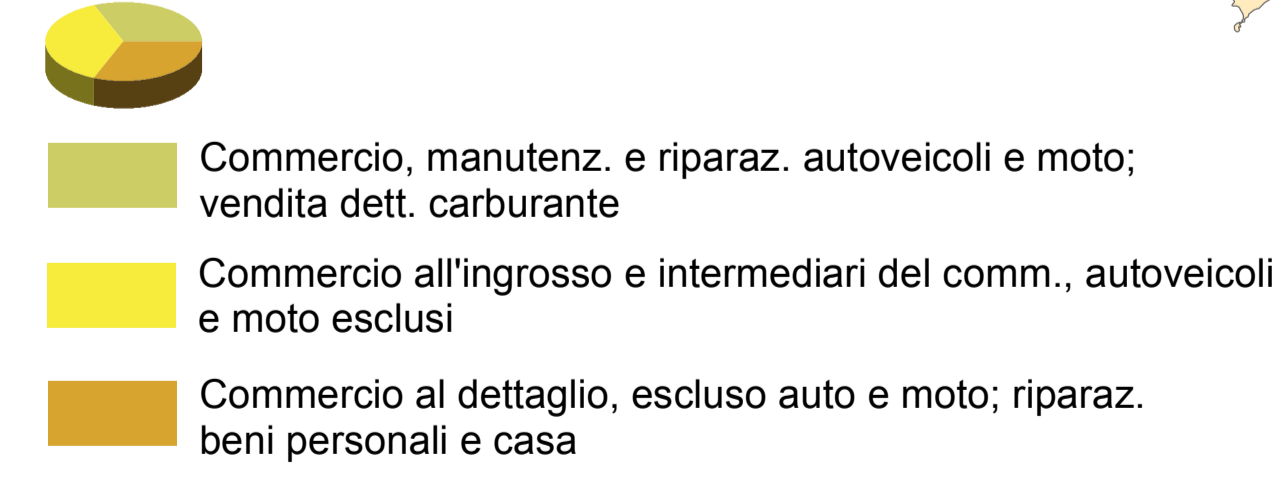 Commercio, manutenz. e riparaz. autoveicoli e moto;
vendita dett. carburante
Commercio all'ingrosso e intermediari del comm., autoveicoli
e moto esclusi
Commercio al dettaglio, escluso auto e moto; riparaz.
beni personali e casa